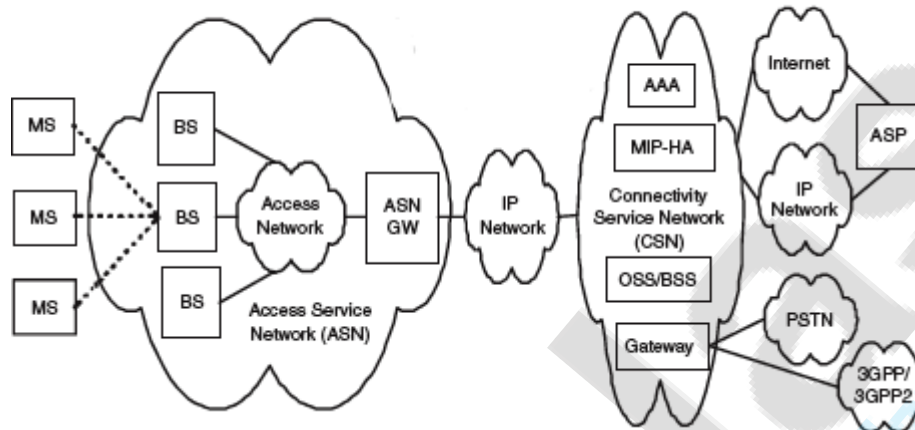 MS
MS
MS
BS
BS
BS
Access
Network
Access Service
Network (ASN)
ASN
GW
IP
Network
AAA
MIP-HA
Connectivity
Service Network
(CSN)
OSS/BSS
Gateway
Internet
IP
Network
ASP
PSTN
3GPP/
3GPP2